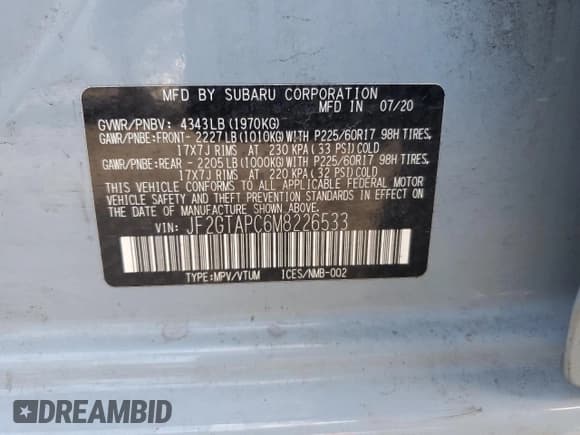 MFD BY SUBARU CORPORATION
IN 07/20
GVWR/PNBV: 4343LB(1970KG)
GAWR/PNBE:FRONT- 2227LB(1010KG)WITH P225/60R17 98H TIRES,
17X7J RIMS AT 230 KPA(33 PSI)COLD
GAWR/PNBE:REAR - 2205LB(1000KG)WITH P225/60R17 98H TIRES,
17X7J RIMS AT 220 KPA(32 PSI)COLD
THIS VEHICLE CONFORMS TO ALL APPLICABLE FEDERAL MOTOR
VEHICLE SAFETY AND BUMPER STANDARDS IN EFFECT ON
THE DATE OF MANUFACTURE SHOWN ABOVE.
VIN: JF2GTAPC6M8226533
TYPE:MPV/VTUM 1CES/NMB-002
DREAMBID